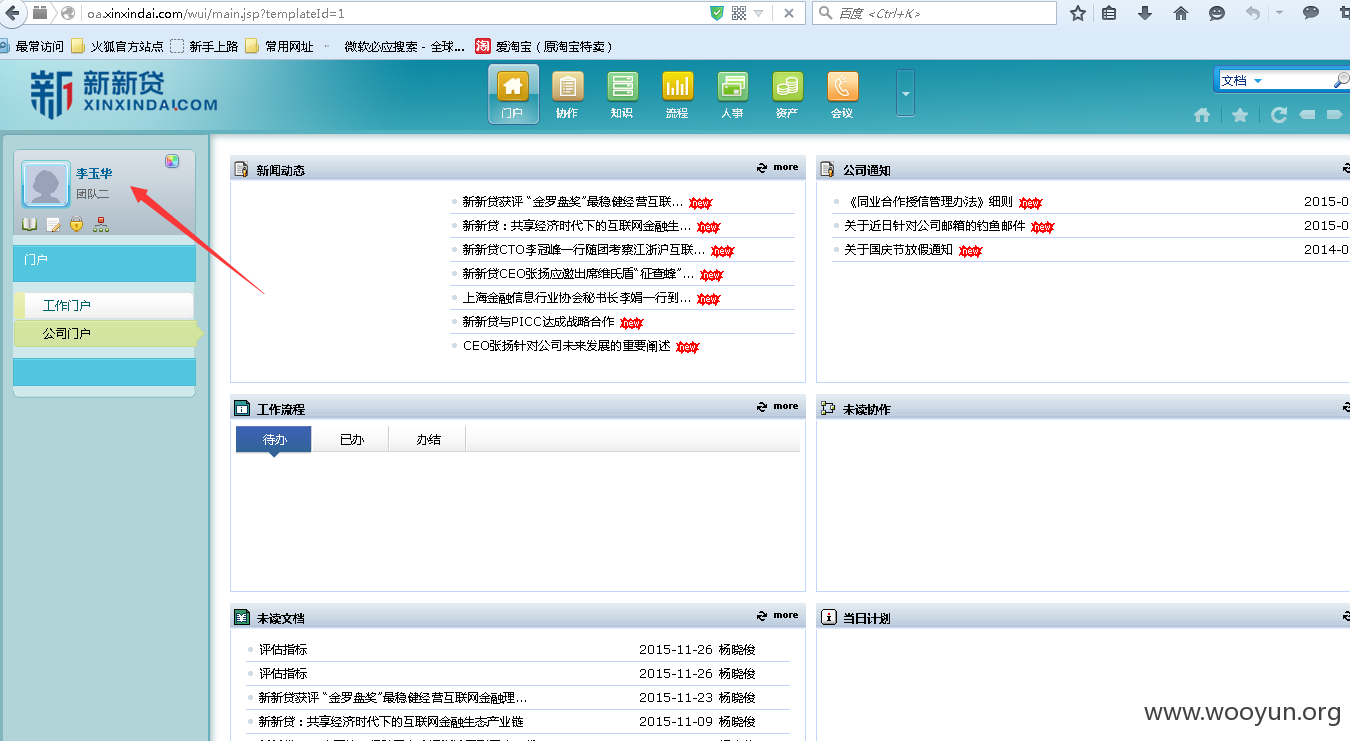 oa.xinxindai.com/wui/main.jsp?templateId=1
百度 <Ctrl+K>
最常访问 火狐官方站点 新手上路 常用网址 微软必应搜索 - 全球... 淘 爱淘宝（原淘宝特卖）
新新贷
XINXINDAI.COM
门户 协作 知识 流程 人事 资产 会议
文档
李玉华
团队二
门户
工作门户
公司门户
新闻动态 more
新新贷获评“金罗盘奖”最稳健经营互联... new
新新贷：共享经济时代下的互联网金融生... new
新新贷CTO李冠峰一行随团考察江浙沪互联... new
新新贷CEO张扬应邀出席维氏盾“征查蜂”... new
上海金融信息行业协会秘书长李娟一行到... new
新新贷与PICC达成战略合作 new
CEO张扬针对公司未来发展的重要阐述 new
公司通知
《同业合作授信管理办法》细则 new 2015-0
关于近日针对公司邮箱的钓鱼邮件 new 2015-0
关于国庆节放假通知 new 2014-0
工作流程 more
待办 已办 办结
未读协作
未读文档 more
评估指标 2015-11-26 杨晓俊
评估指标 2015-11-26 杨晓俊
新新贷获评“金罗盘奖”最稳健经营互联网金融理... 2015-11-23 杨晓俊
新新贷：共享经济时代下的互联网金融生态产业链 2015-11-09 杨晓俊
当日计划
www.wooyun.org